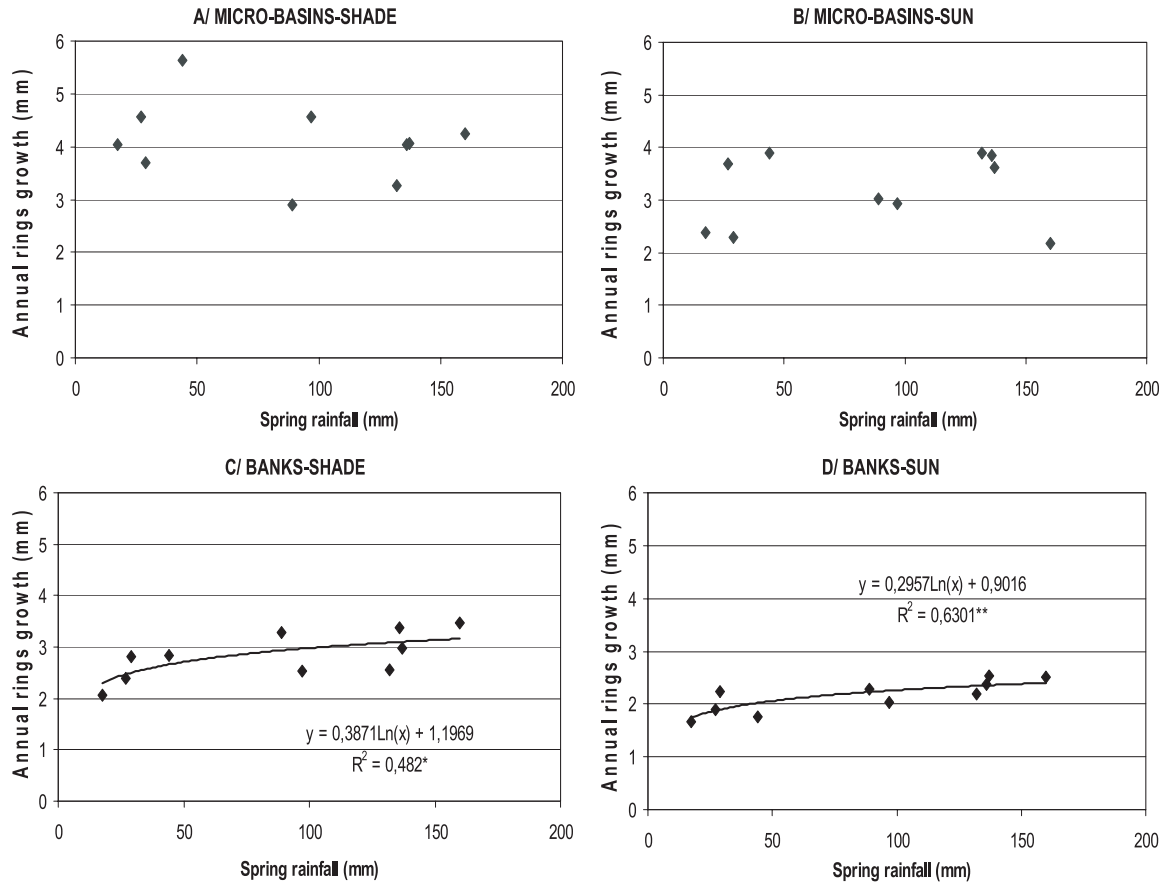 A/ MICRO-BASINS-SHADE
Annual rings growth (mm)
6
5
4
3
2
1
0
0 50 100 150 200
Spring rainfall (mm)
B/ MICRO-BASINS-SUN
Annual rings growth (mm)
6
5
4
3
2
1
0
0 50 100 150 200
Spring rainfall (mm)
C/ BANKS-SHADE
Annual rings growth (mm)
6
5
4
3
2
1
0
y = 0,3871Ln(x) + 1,1969
R² = 0,482*
0 50 100 150 200
Spring rainfall (mm)
D/ BANKS-SUN
Annual rings growth (mm)
6
5
4
3
2
1
0
y = 0,2957Ln(x) + 0,9016
R² = 0,6301**
0 50 100 150 200
Spring rainfall (mm)